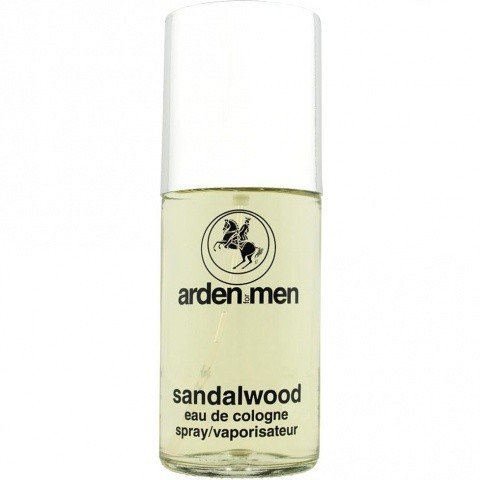 arden for men
sandalwood
eau de cologne
spray/vaporisateur